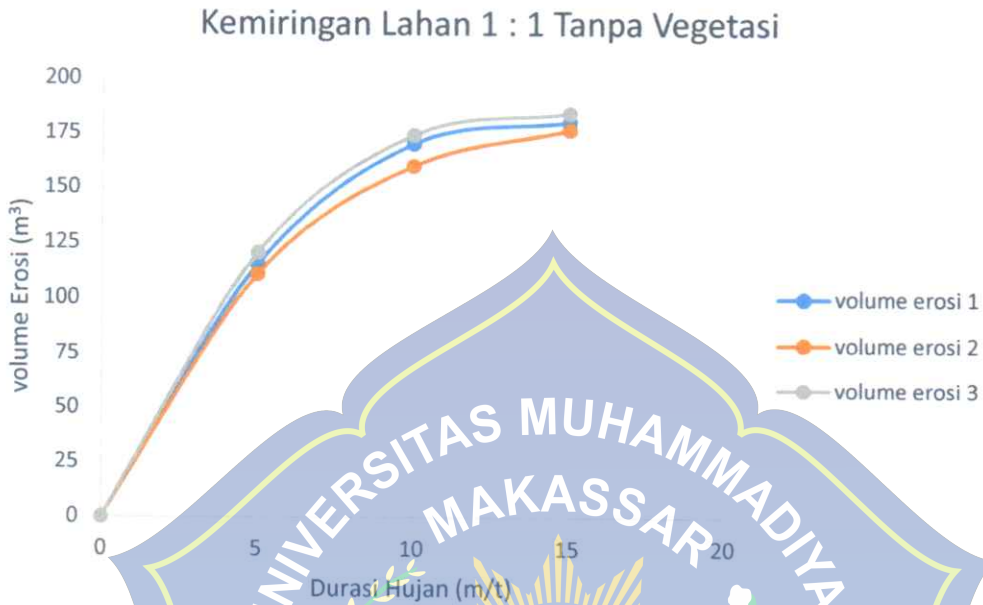 Kemiringan Lahan 1 : 1 Tanpa Vegetasi
200
175
150
125
100
75
50
25
0
volume Erosi (m³)
0 5 10 15 20
Durasi Hujan (m/t)
volume erosi 1
volume erosi 2
volume erosi 3
UNIVERSITAS MUHAMMADIYA
MAKASSAR